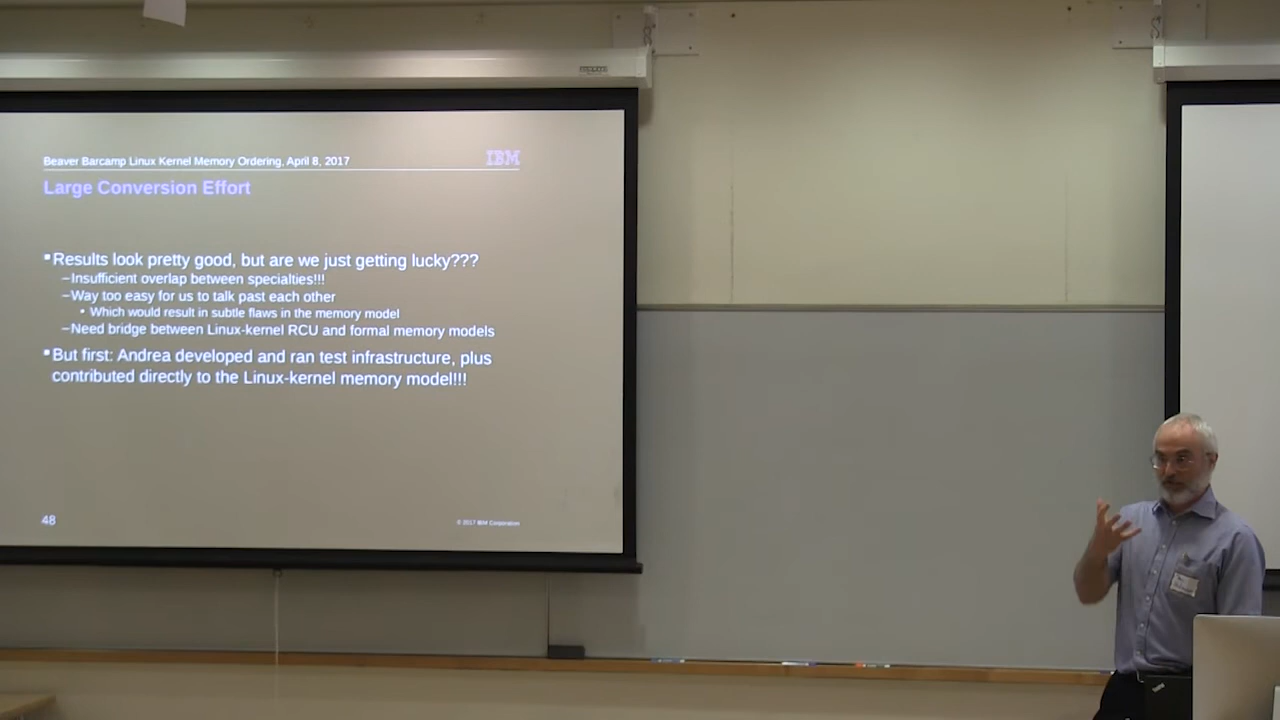 Beaver Barcamp Linux Kernel Memory Ordering, April 8, 2017
IBM
Large Conversion Effort
▪Results look pretty good, but are we just getting lucky???
–Insufficient overlap between specialties!!!
–Way too easy for us to talk past each other
• Which would result in subtle flaws in the memory model
–Need bridge between Linux-kernel RCU and formal memory models
▪But first: Andrea developed and ran test infrastructure, plus
contributed directly to the Linux-kernel memory model!!!
48
© 2017 IBM Corporation